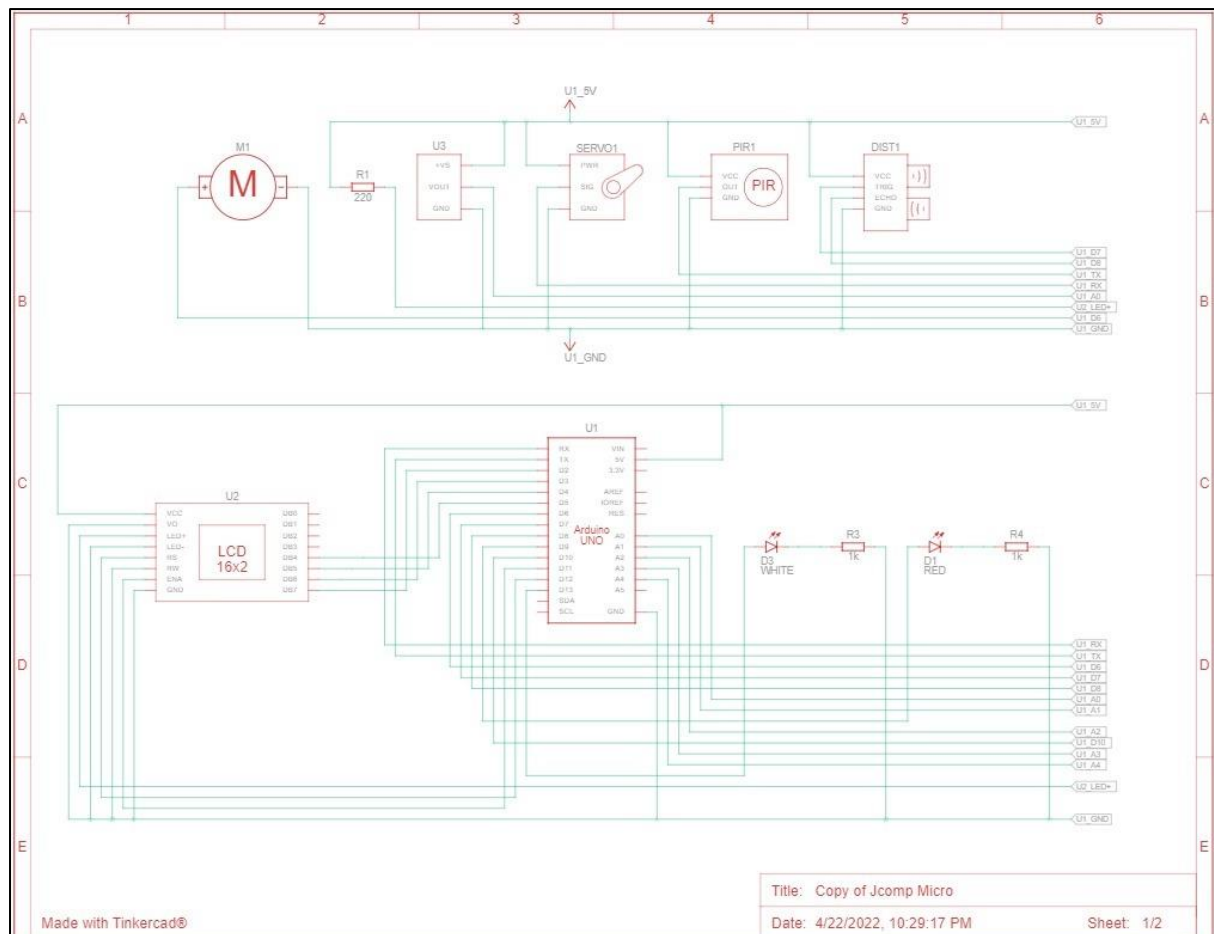 1 2 3 4 5 6
A A
U1_5V
U1_5V
M1 U3 SERVO1 PIR1 DIST1
M + -
R1
220
+VS
VOUT
GND
PWR
SIG
GND
VCC
OUT
GND
PIR
VCC
TRIG
ECHO
GND
U1_D7
U1_D8
U1_TX
U1_RX
U1_A0
U2_LED+
U1_D6
U1_GND
B B
U1_GND
U1_5V
C C
U2
VCC
VO
LED+
LED-
RS
RW
ENA
GND
LCD
16x2
DB0
DB1
DB2
DB3
DB4
DB5
DB6
DB7
U1
RX
TX
D2
D3
D4
D5
D6
D7
D8
D9
D10
D11
D12
D13
SDA
SCL
Arduino
UNO
VIN
5V
3.3V
AREF
IOREF
RES
A0
A1
A2
A3
A4
A5
GND
D3
WHITE
R3
1k
D1
RED
R4
1k
D D
U1_RX
U1_TX
U1_D6
U1_D7
U1_D8
U1_A0
U1_A1
U1_A2
U1_D10
U1_A3
U1_A4
U2_LED+
U1_GND
E E
Title: Copy of Jcomp Micro
Made with Tinkercad®
Date: 4/22/2022, 10:29:17 PM Sheet: 1/2